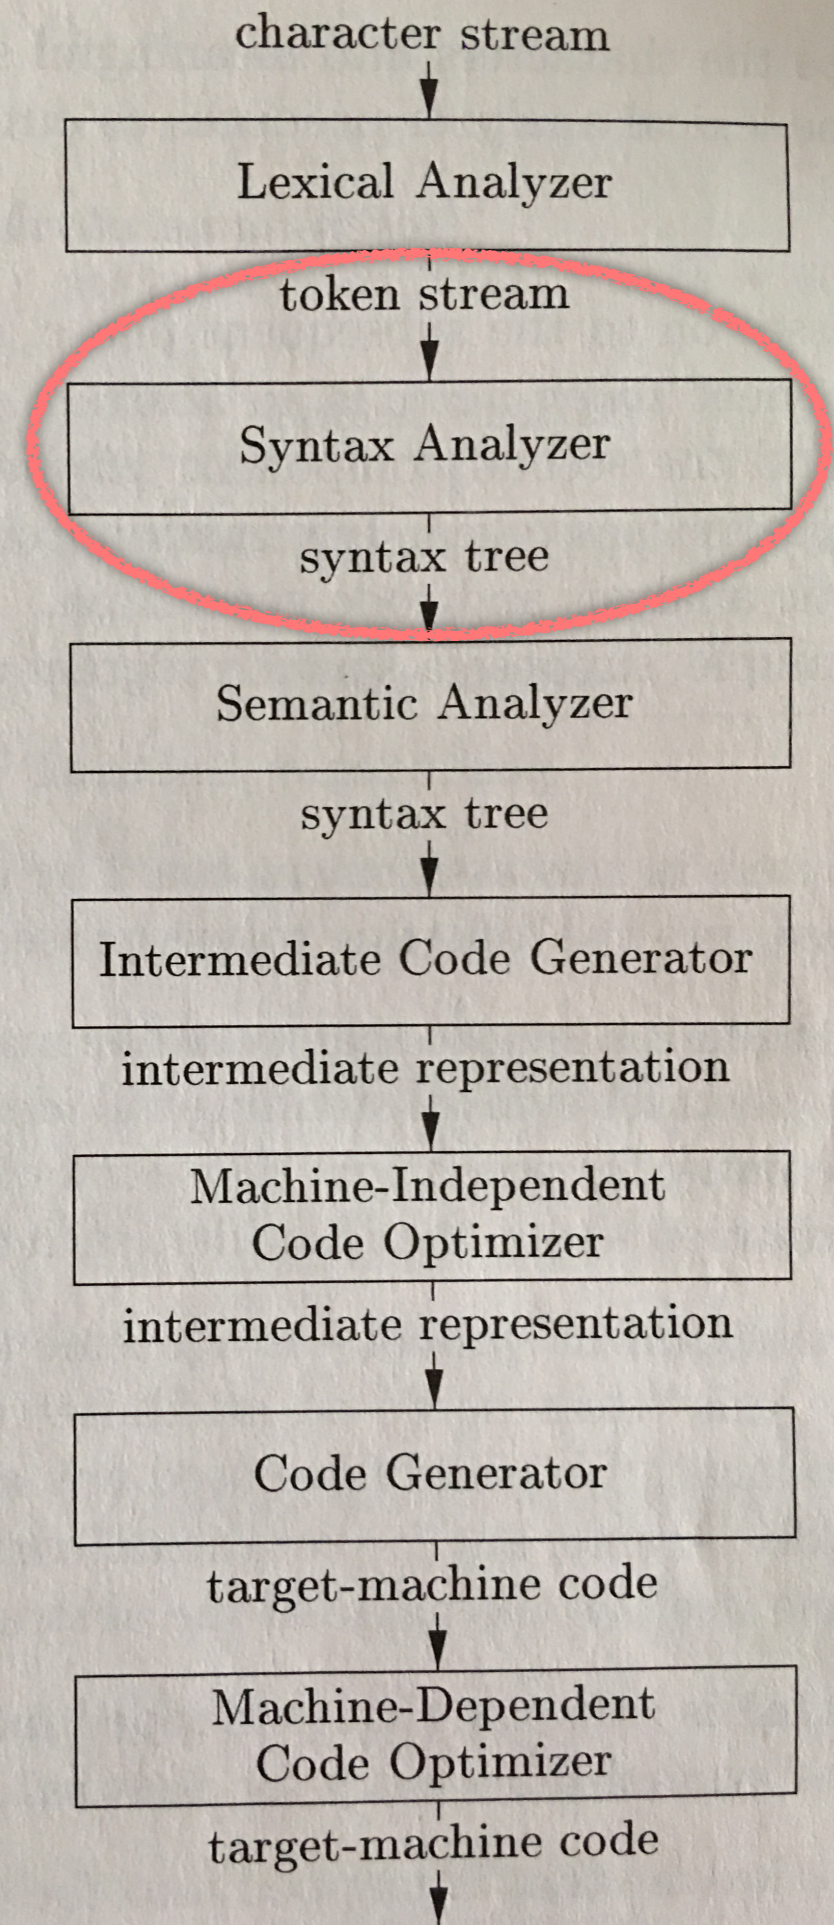 character stream
Lexical Analyzer
token stream
Syntax Analyzer
syntax tree
Semantic Analyzer
syntax tree
Intermediate Code Generator
intermediate representation
Machine-Independent
Code Optimizer
intermediate representation
Code Generator
target-machine code
Machine-Dependent
Code Optimizer
target-machine code